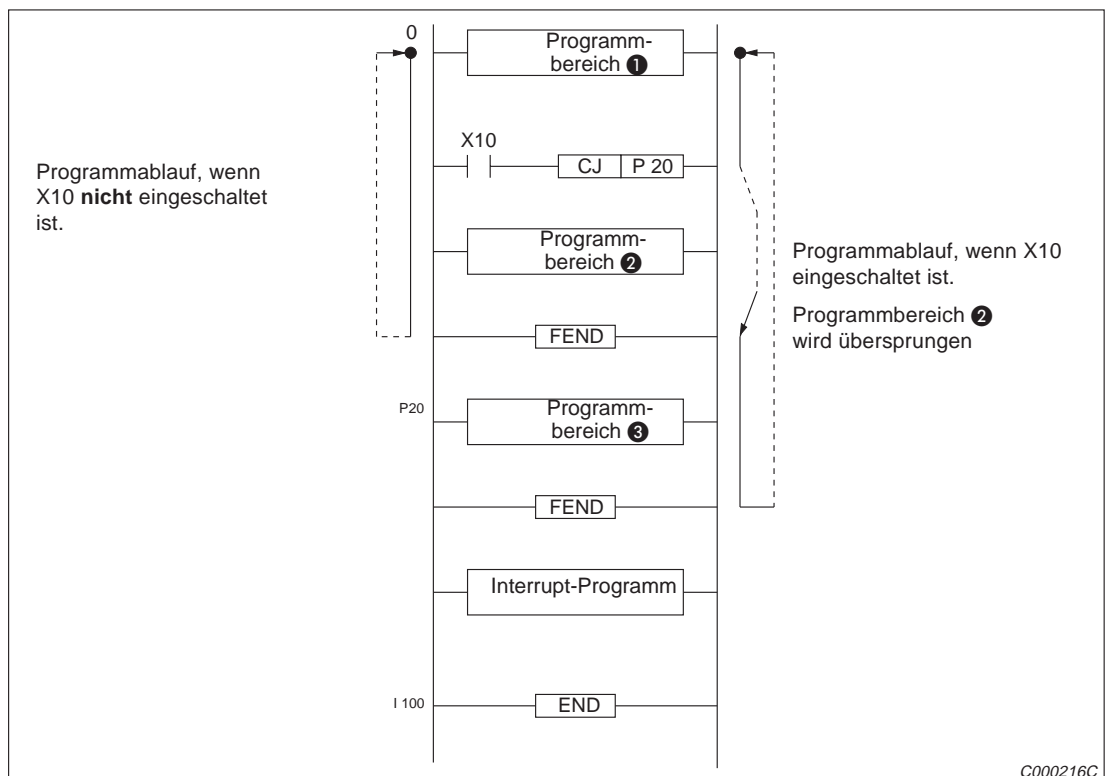 0
Programm-
bereich ❶
X10
CJ P 20
Programmablauf, wenn
X10 nicht eingeschaltet
ist.
Programm-
bereich ❷
Programmablauf, wenn X10
eingeschaltet ist.
Programmbereich ❷
wird übersprungen
FEND
P20
Programm-
bereich ❸
FEND
Interrupt-Programm
I 100
END
C000216C